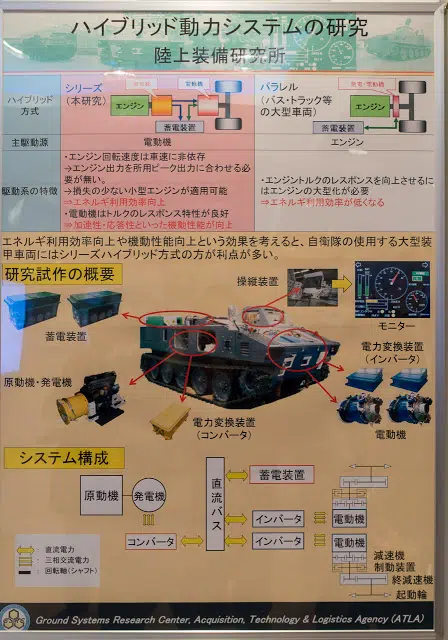 ハイブリッド動力システムの研究
陸上装備研究所
ハイブリッド
方式
シリーズ
(本研究)
発電機
電動機
エンジン
蓄電装置
パラレル
(バス・トラック等
の大型車両)
発電・電動機
エンジン
蓄電装置
主駆動源
電動機
エンジン
駆動系の特徴
・エンジン回転速度は車速に非依存
→エンジン出力を所用ピーク出力に合わせる必
要が無い。
→損失の少ない小型エンジンが適用可能
⇒エネルギ利用効率向上
・電動機はトルクのレスポンス特性が良好
⇒加速性・応答性といった機動性能が向上
・エンジントルクのレスポンスを向上させるに
はエンジンの大型化が必要
⇒エネルギ利用効率が低くなる
エネルギ利用効率向上や機動性能向上という効果を考えると、自衛隊の使用する大型装
甲車両にはシリーズハイブリッド方式の方が利点が多い。
研究試作の概要
操縦装置
モニター
蓄電装置
電力変換装置
(インバータ)
原動機・発電機
電力変換装置
(コンバータ)
電動機
システム構成
原動機
発電機
直流バス
蓄電装置
インバータ
電動機
コンバータ
インバータ
電動機
減速機
制動装置
終減速機
起動輪
: 直流電力
: 三相交流電力
: 回転軸(シャフト)
Ground Systems Research Center, Acquisition, Technology & Logistics Agency (ATLA)